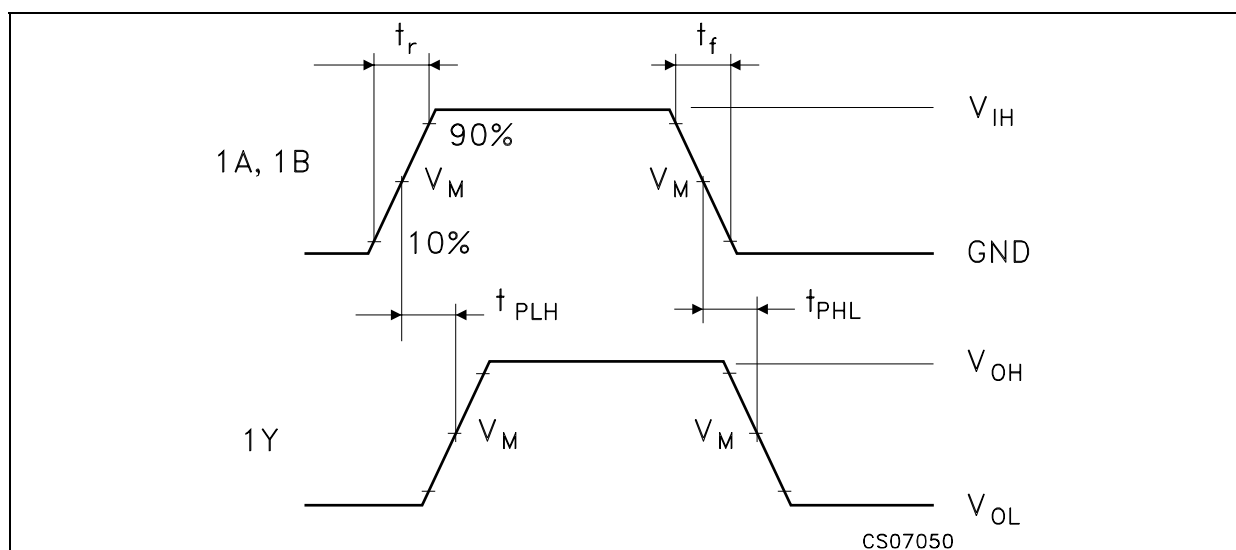 t_r t_f
V_IH
90%
1A, 1B V_M V_M
10% GND
t_PLH t_PHL
V_OH
1Y V_M V_M
V_OL
CS07050